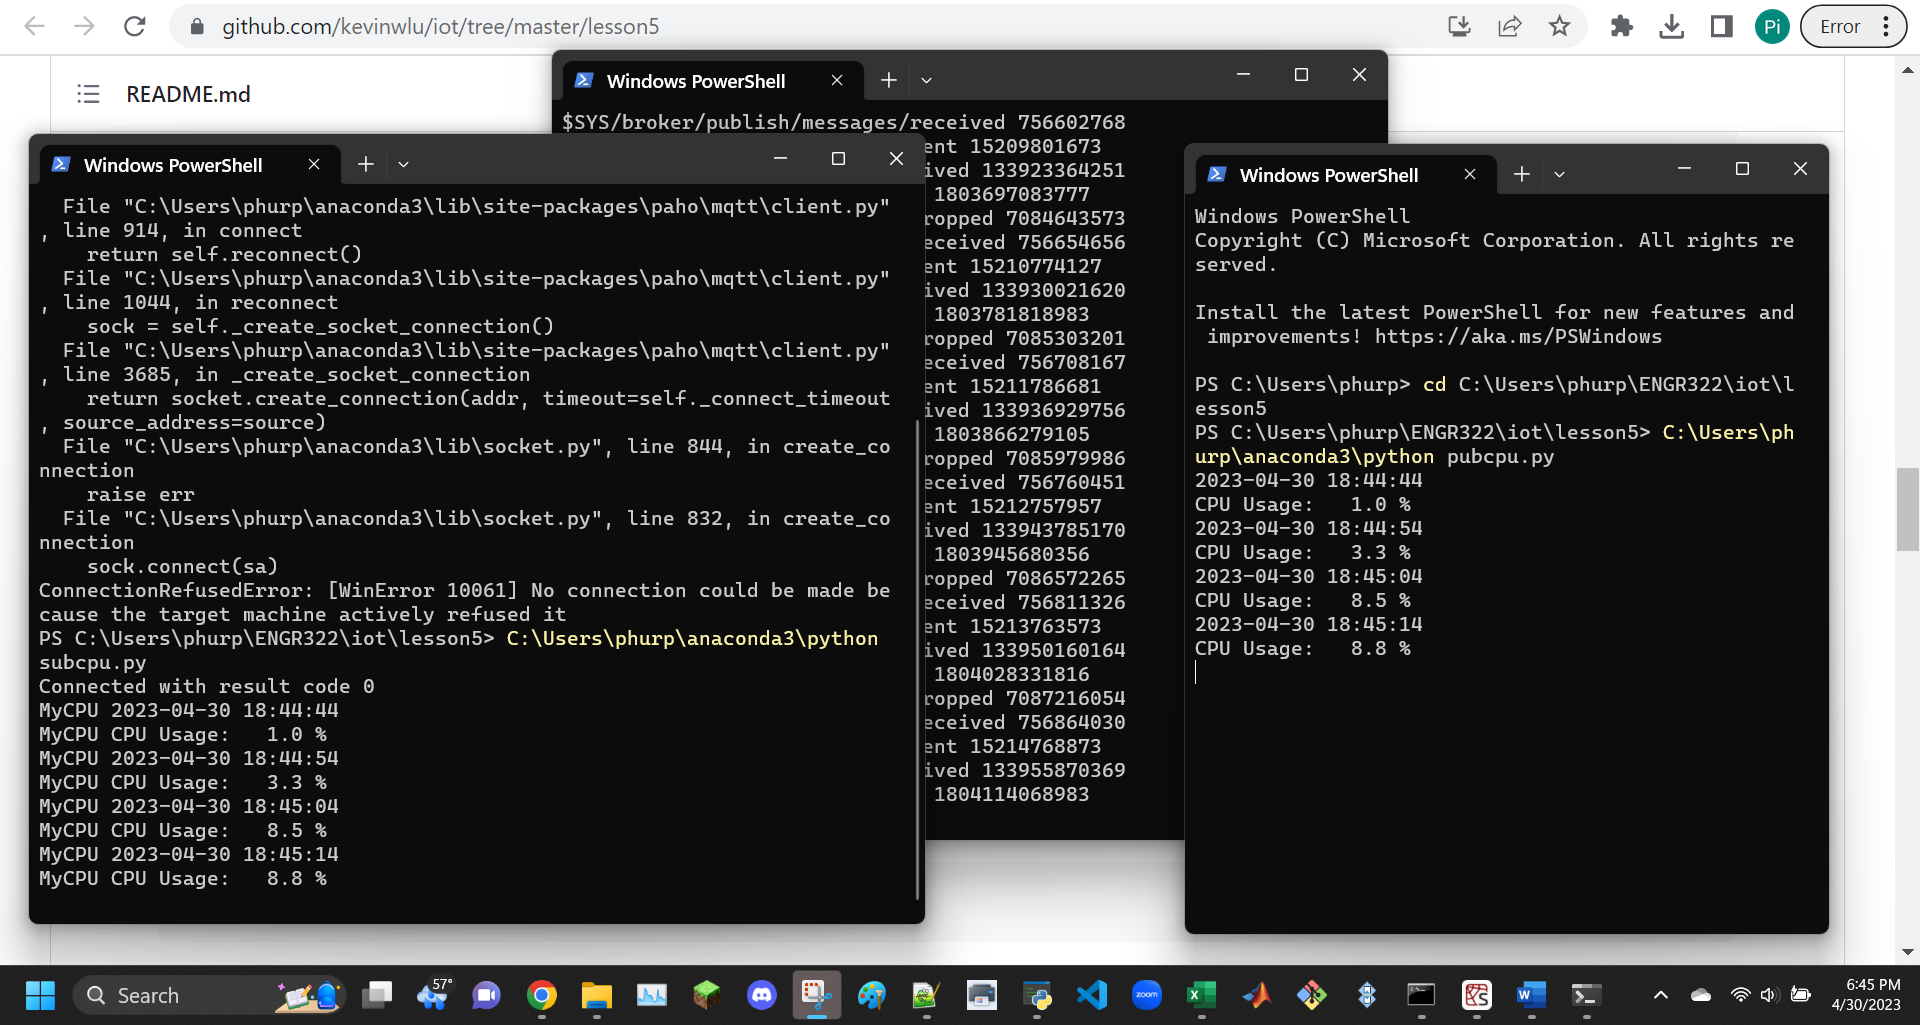 github.com/kevinwlu/iot/tree/master/lesson5
Pi
Error
README.md
Windows PowerShell
$SYS/broker/publish/messages/received 756602768
ent 15209801673
ived 133923364251
1803697083777
ropped 7084643573
eceived 756654656
ent 15210774127
ived 133930021620
1803781818983
ropped 7085303201
eceived 756708167
ent 15211786681
ived 133936929756
1803866279105
ropped 7085979986
eceived 756760451
ent 15212757957
ived 133943785170
1803945680356
ropped 7086572265
eceived 756811326
ent 15213763573
ived 133950160164
1804028331816
ropped 7087216054
eceived 756864030
ent 15214768873
ived 133955870369
1804114068983
Windows PowerShell
File "C:\Users\phurp\anaconda3\lib\site-packages\paho\mqtt\client.py"
, line 914, in connect
return self.reconnect()
File "C:\Users\phurp\anaconda3\lib\site-packages\paho\mqtt\client.py"
, line 1044, in reconnect
sock = self._create_socket_connection()
File "C:\Users\phurp\anaconda3\lib\site-packages\paho\mqtt\client.py"
, line 3685, in _create_socket_connection
return socket.create_connection(addr, timeout=self._connect_timeout
, source_address=source)
File "C:\Users\phurp\anaconda3\lib\socket.py", line 844, in create_co
nnection
raise err
File "C:\Users\phurp\anaconda3\lib\socket.py", line 832, in create_co
nnection
sock.connect(sa)
ConnectionRefusedError: [WinError 10061] No connection could be made be
cause the target machine actively refused it
PS C:\Users\phurp\ENGR322\iot\lesson5> C:\Users\phurp\anaconda3\python
subcpu.py
Connected with result code 0
MyCPU 2023-04-30 18:44:44
MyCPU CPU Usage:   1.0 %
MyCPU 2023-04-30 18:44:54
MyCPU CPU Usage:   3.3 %
MyCPU 2023-04-30 18:45:04
MyCPU CPU Usage:   8.5 %
MyCPU 2023-04-30 18:45:14
MyCPU CPU Usage:   8.8 %
Windows PowerShell
Windows PowerShell
Copyright (C) Microsoft Corporation. All rights re
served.
Install the latest PowerShell for new features and
improvements! https://aka.ms/PSWindows
PS C:\Users\phurp> cd C:\Users\phurp\ENGR322\iot\l
esson5
PS C:\Users\phurp\ENGR322\iot\lesson5> C:\Users\ph
urp\anaconda3\python pubcpu.py
2023-04-30 18:44:44
CPU Usage:   1.0 %
2023-04-30 18:44:54
CPU Usage:   3.3 %
2023-04-30 18:45:04
CPU Usage:   8.5 %
2023-04-30 18:45:14
CPU Usage:   8.8 %
Search
57°
zoom
6:45 PM
4/30/2023